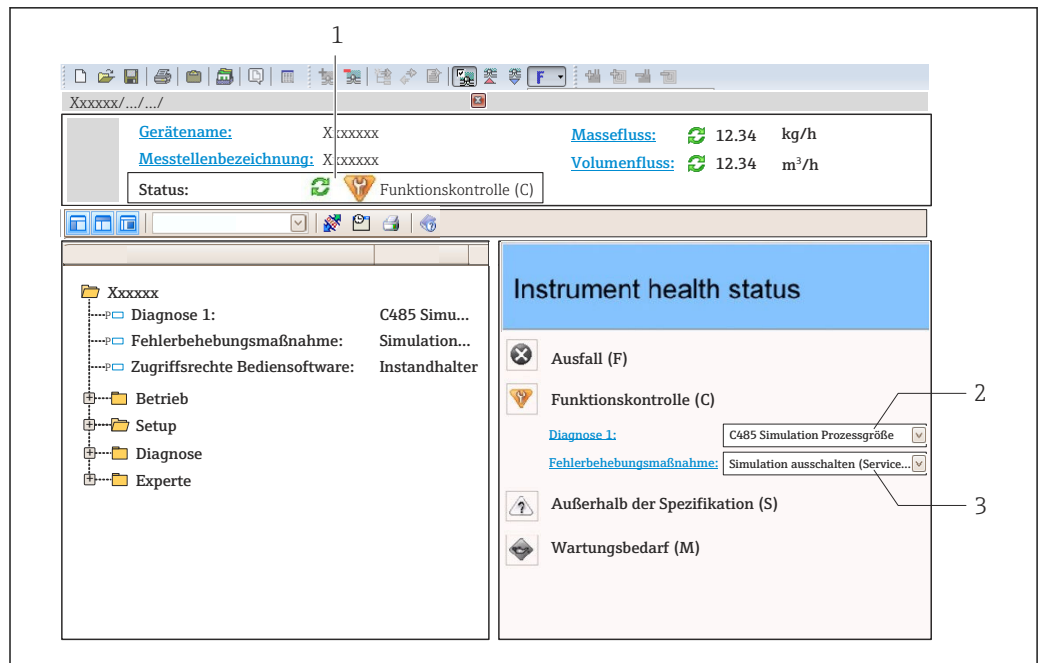 1
F
Xxxxxx/.../.../
Gerätename: Xxxxxxx
Massefluss: 12.34 kg/h
Messstellenbezeichnung: Xxxxxxx
Volumenfluss: 12.34 m³/h
Status: Funktionskontrolle (C)
Xxxxxx
P Diagnose 1: C485 Simu...
P Fehlerbehebungsmaßnahme: Simulation...
P Zugriffsrechte Bediensoftware: Instandhalter
Betrieb
Setup
Diagnose
Experte
Instrument health status
Ausfall (F)
Funktionskontrolle (C)
2
Diagnose 1: C485 Simulation Prozessgröße
Fehlerbehebungsmaßnahme: Simulation ausschalten (Service...
3
Außerhalb der Spezifikation (S)
Wartungsbedarf (M)